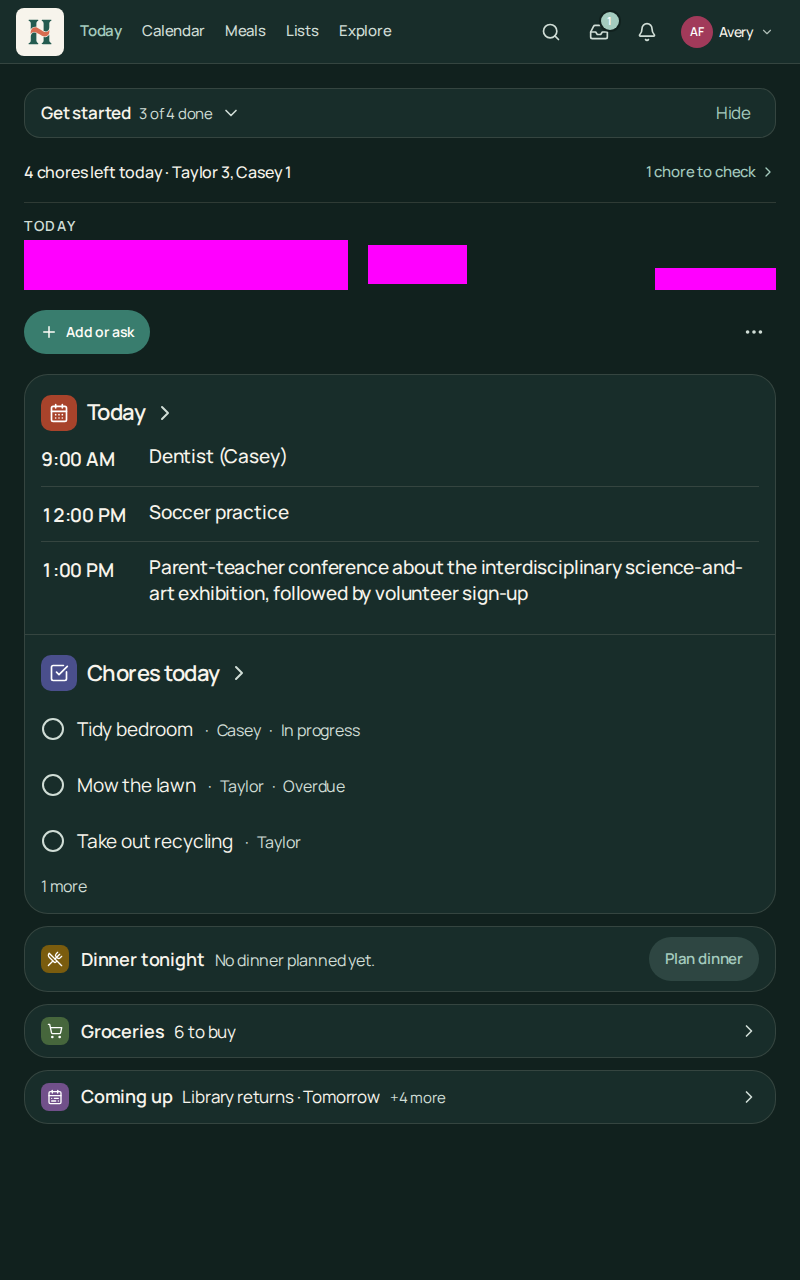 H
Today Calendar Meals Lists Explore 1 AF Avery
Get started 3 of 4 done Hide
4 chores left today · Taylor 3, Casey 1 1 chore to check
TODAY
Add or ask
Today
9:00 AM Dentist (Casey)
12:00 PM Soccer practice
1:00 PM Parent-teacher conference about the interdisciplinary science-and-
art exhibition, followed by volunteer sign-up
Chores today
Tidy bedroom · Casey · In progress
Mow the lawn · Taylor · Overdue
Take out recycling · Taylor
1 more
Dinner tonight No dinner planned yet. Plan dinner
Groceries 6 to buy
Coming up Library returns · Tomorrow +4 more